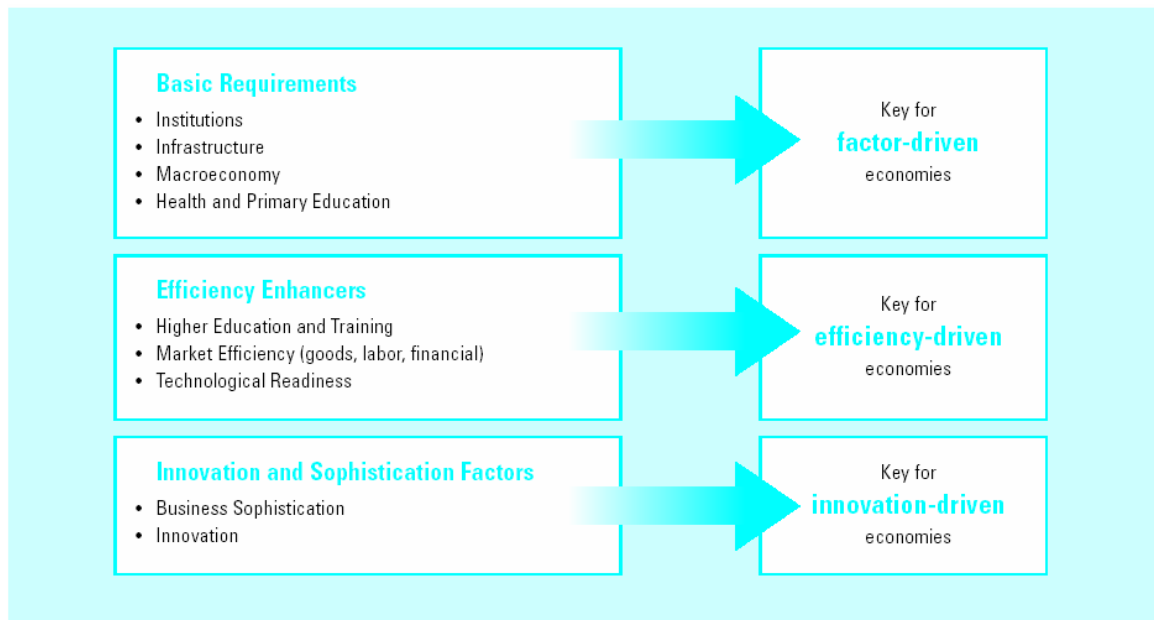 Basic Requirements
• Institutions
• Infrastructure
• Macroeconomy
• Health and Primary Education
Key for
factor-driven
economies
Efficiency Enhancers
• Higher Education and Training
• Market Efficiency (goods, labor, financial)
• Technological Readiness
Key for
efficiency-driven
economies
Innovation and Sophistication Factors
• Business Sophistication
• Innovation
Key for
innovation-driven
economies